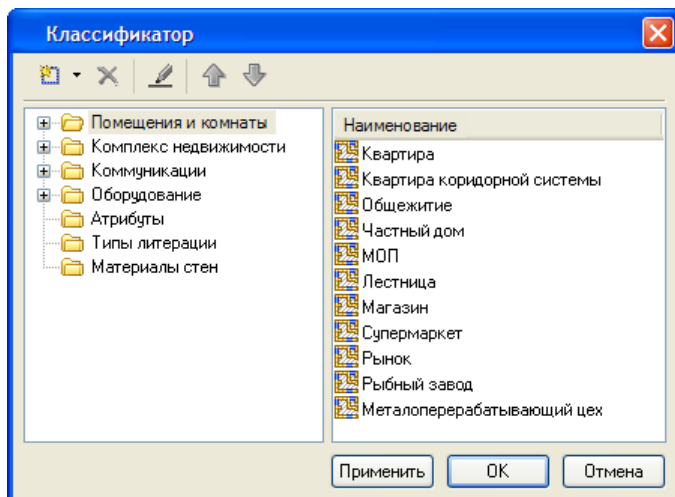 Классификатор
Помещения и комнаты
Комплекс недвижимости
Коммуникации
Оборудование
Атрибуты
Типы литерации
Материалы стен
Наименование
Квартира
Квартира коридорной системы
Общежитие
Частный дом
МОП
Лестница
Магазин
Супермаркет
Рынок
Рыбный завод
Металоперерабатывающий цех
Применить
OK
Отмена